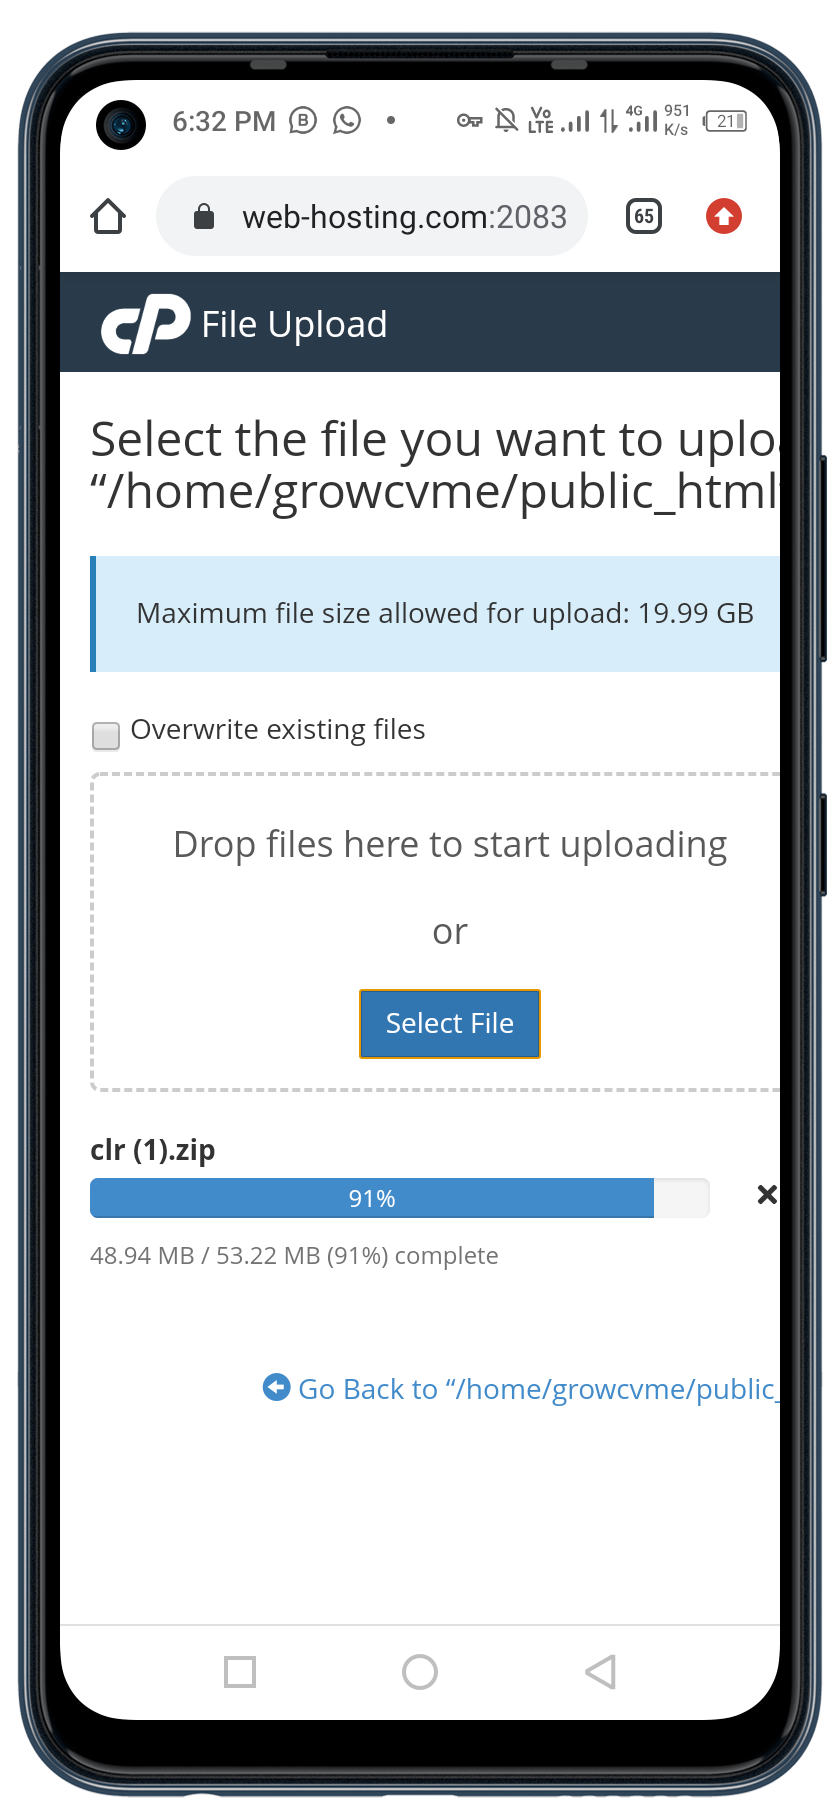 6:32 PM B Vo LTE 4G 951 K/s 21
web-hosting.com:2083 65
cP File Upload
Select the file you want to uplo
“/home/growcvme/public_html
Maximum file size allowed for upload: 19.99 GB
Overwrite existing files
Drop files here to start uploading
or
Select File
clr (1).zip
91%
48.94 MB / 53.22 MB (91%) complete
Go Back to “/home/growcvme/public_